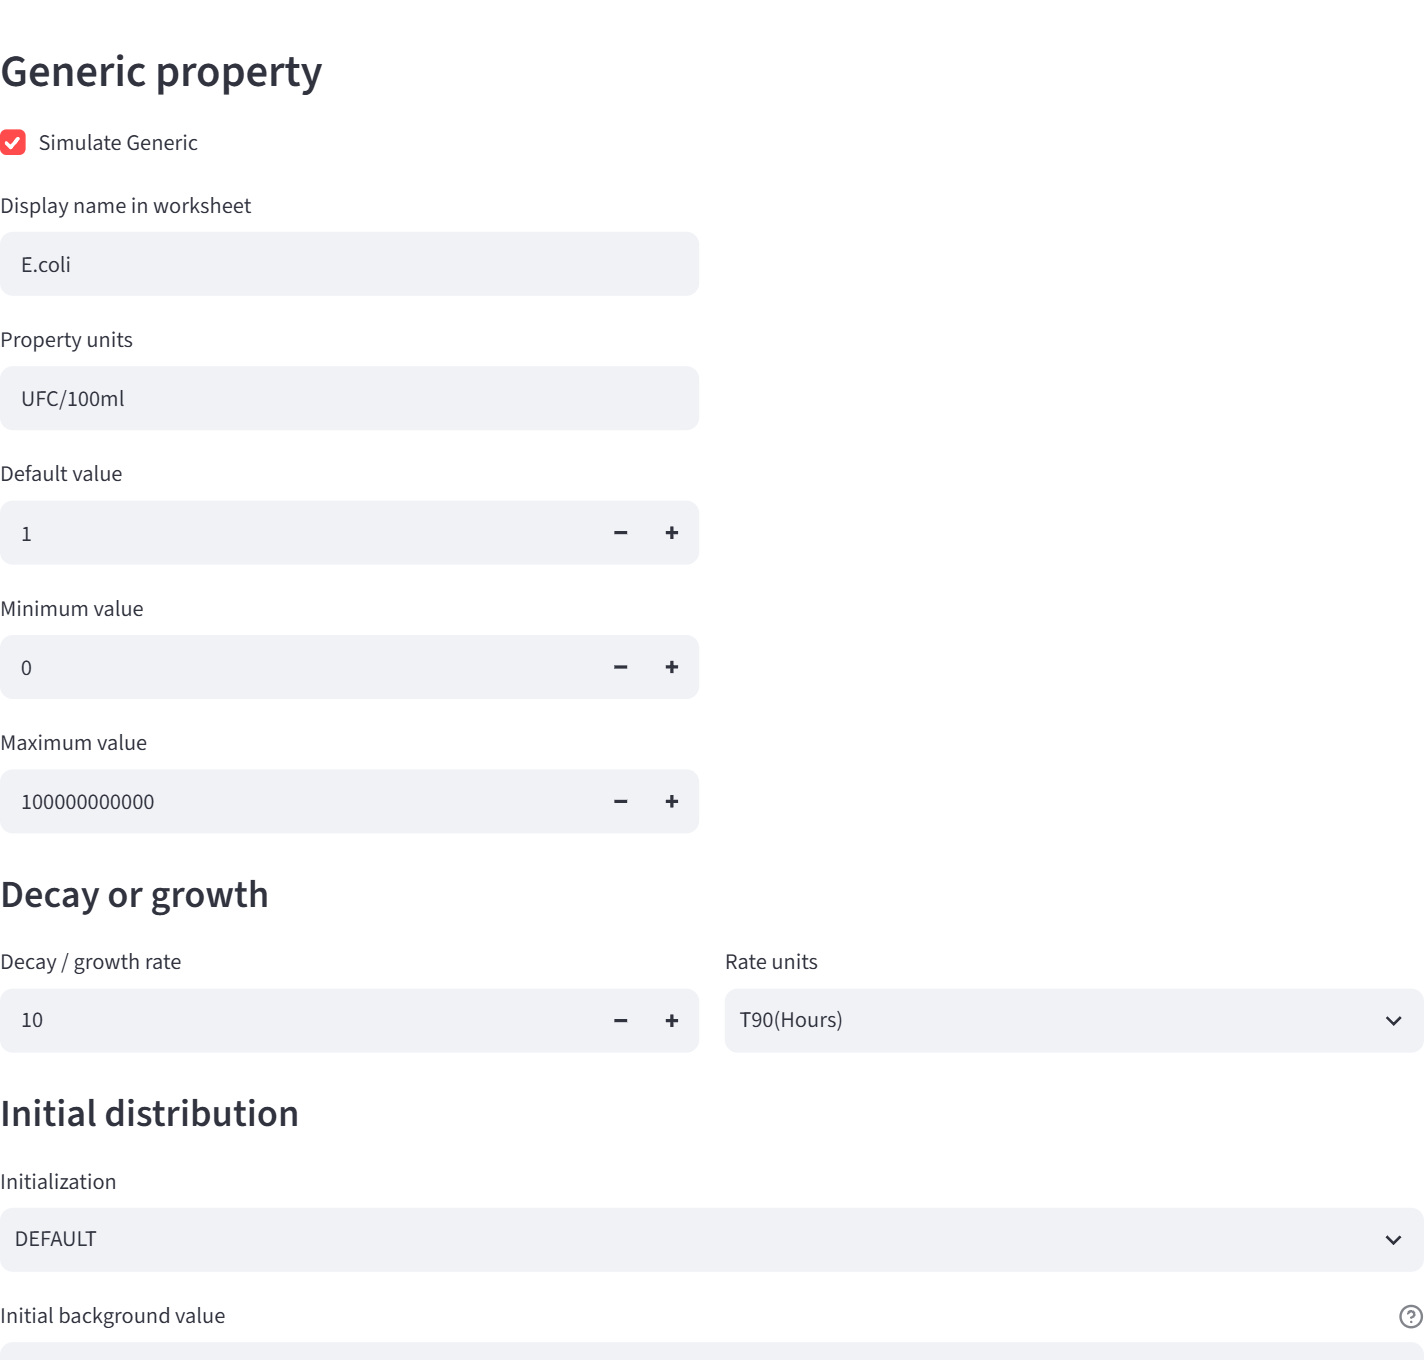 Generic property
Simulate Generic
Display name in worksheet
E.coli
Property units
UFC/100ml
Default value
1
Minimum value
0
Maximum value
100000000000
Decay or growth
Decay / growth rate
Rate units
10
T90(Hours)
Initial distribution
Initialization
DEFAULT
Initial background value